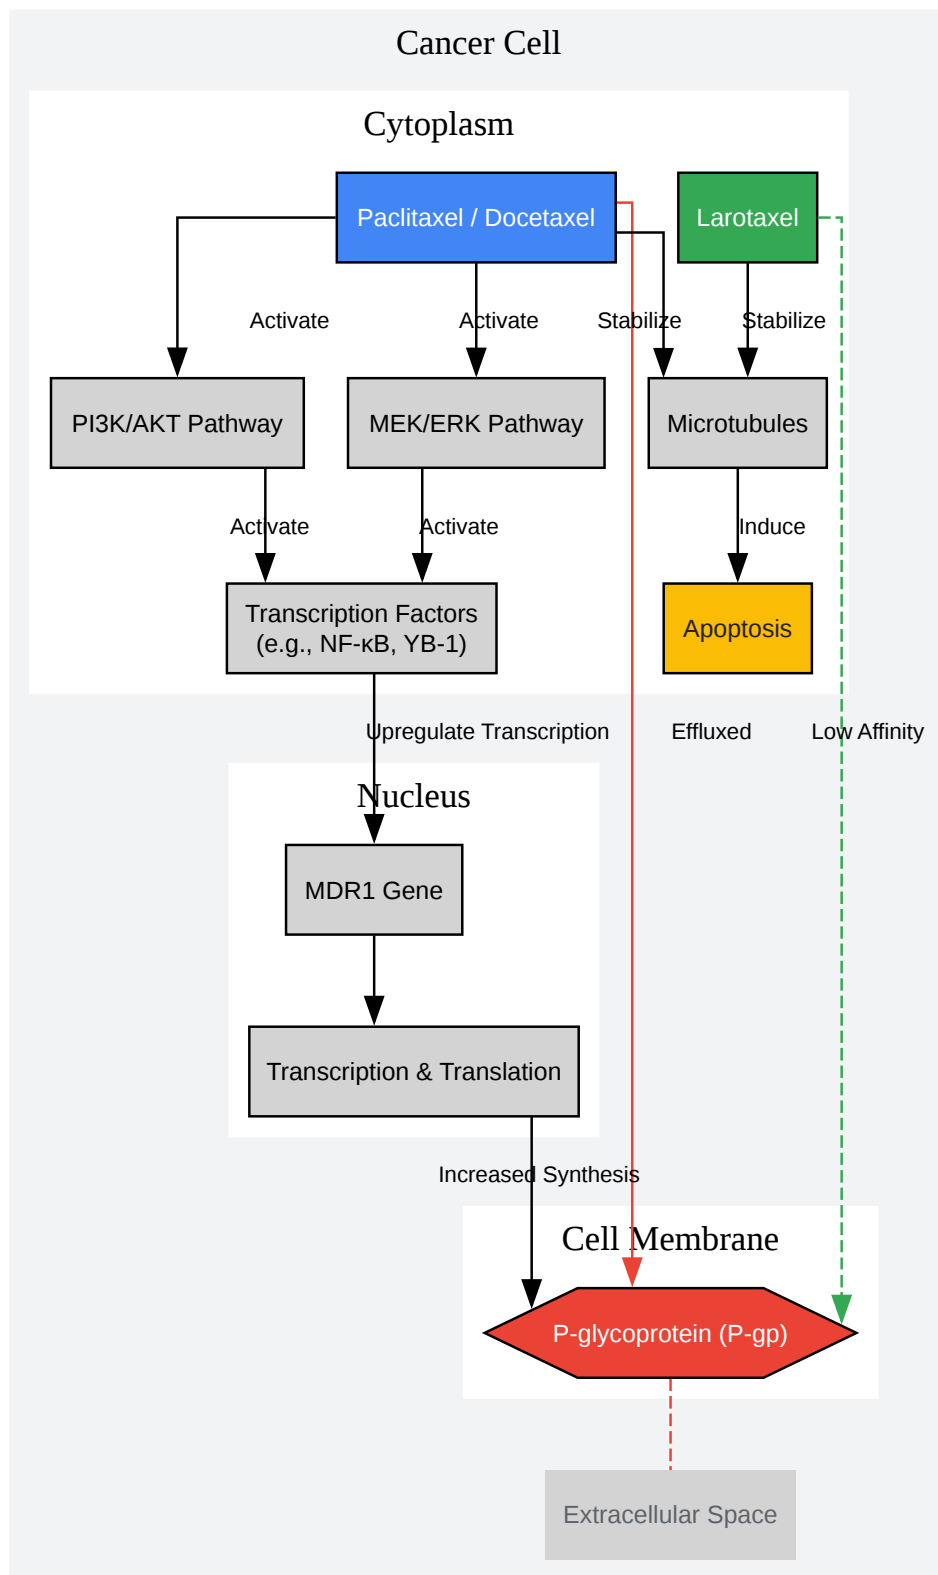 Cancer Cell
Cytoplasm
Paclitaxel / Docetaxel
Larotaxel
Activate
Activate
Stabilize
Stabilize
PI3K/AKT Pathway
MEK/ERK Pathway
Microtubules
Activate
Activate
Induce
Transcription Factors
(e.g., NF-κB, YB-1)
Apoptosis
Upregulate Transcription
Effluxed
Low Affinity
Nucleus
MDR1 Gene
Transcription & Translation
Increased Synthesis
Cell Membrane
P-glycoprotein (P-gp)
Extracellular Space